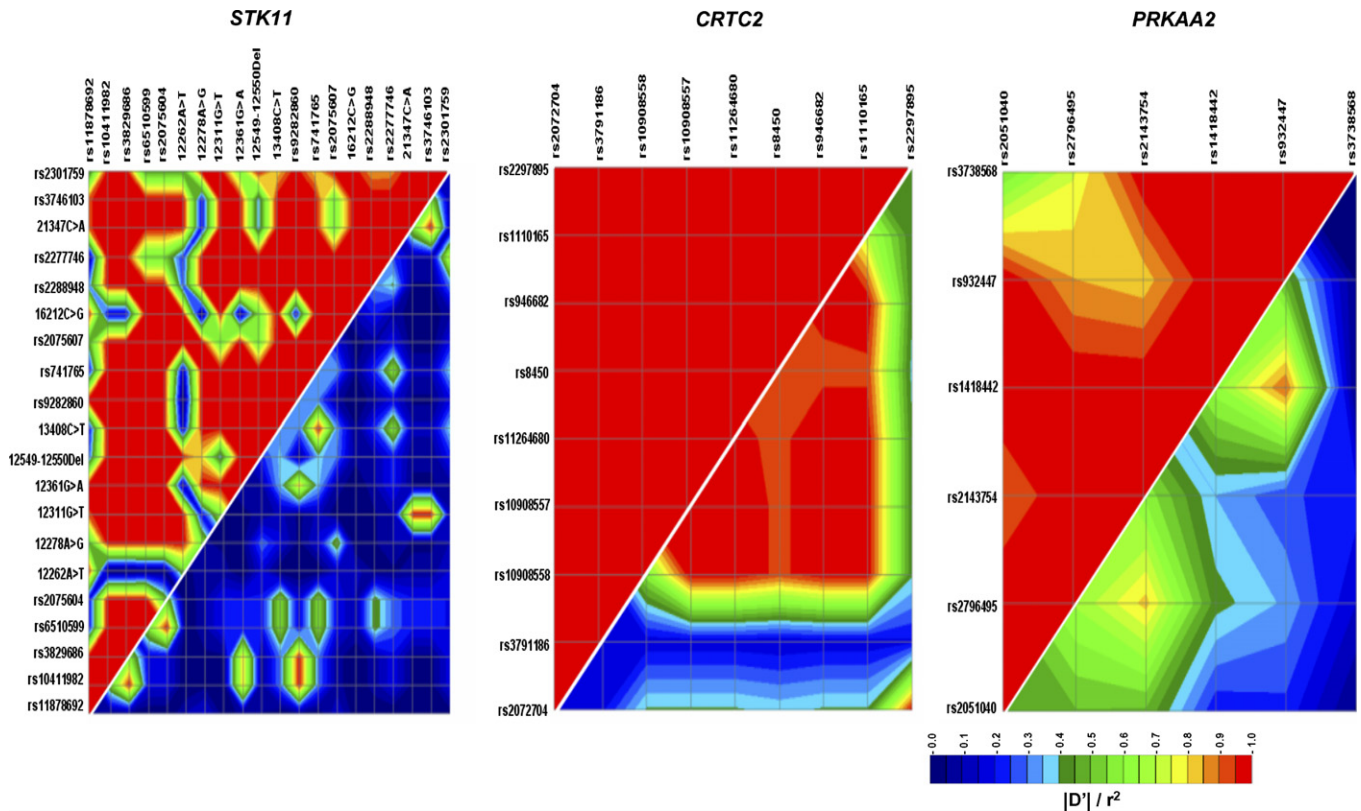 STK11
CRTC2
PRKAA2
rs11878692
rs10411982
rs3829686
rs6510599
rs2075604
12262A>T
12278A>G
12311G>T
12361G>A
12549-12550Del
13408C>T
rs9282860
rs741765
rs2075607
16212C>G
rs2288948
rs2277746
21347C>A
rs3746103
rs2301759
rs2301759
rs3746103
21347C>A
rs2277746
rs2288948
16212C>G
rs2075607
rs741765
rs9282860
13408C>T
12549-12550Del
12361G>A
12311G>T
12278A>G
12262A>T
rs2075604
rs6510599
rs3829686
rs10411982
rs11878692
rs2072704
rs3791186
rs10908558
rs10908557
rs11264680
rs8450
rs946682
rs1110165
rs2297895
rs2297895
rs1110165
rs946682
rs8450
rs11264680
rs10908557
rs10908558
rs3791186
rs2072704
rs2051040
rs2796495
rs2143754
rs1418442
rs932447
rs3738568
rs3738568
rs932447
rs1418442
rs2143754
rs2796495
rs2051040
0.0 0.1 0.2 0.3 0.4 0.5 0.6 0.7 0.8 0.9 1.0
|D'| / r²